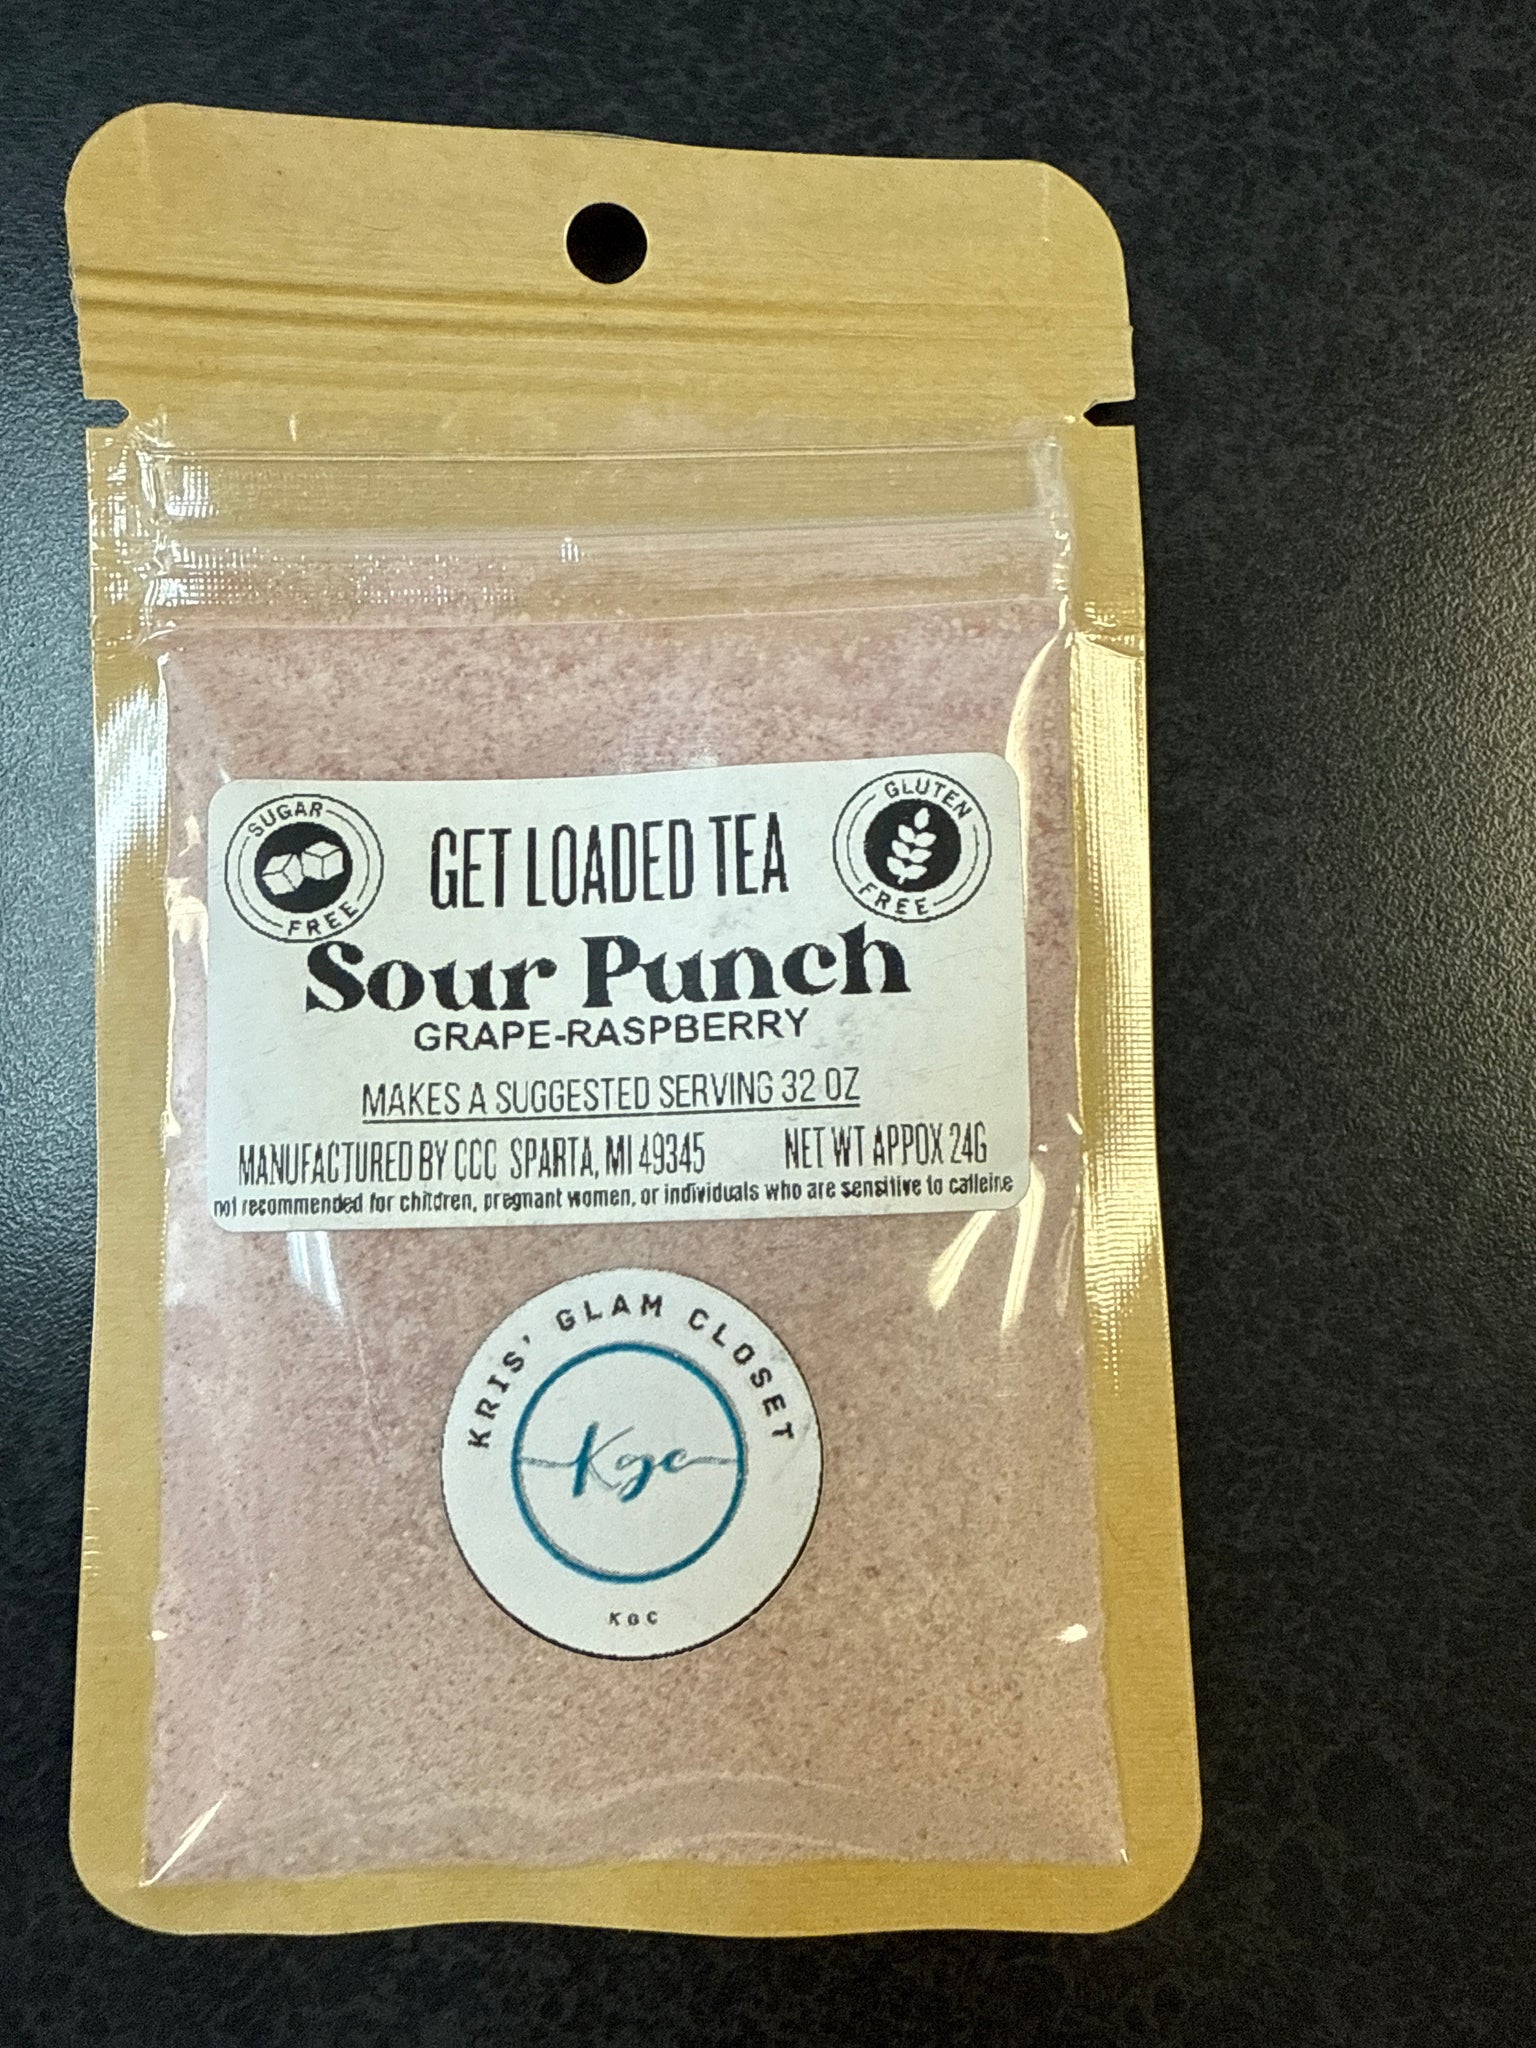 SUGAR FREE
GLUTEN FREE
GET LOADED TEA
Sour Punch
GRAPE-RASPBERRY
MAKES A SUGGESTED SERVING 32 OZ
MANUFACTURED BY CCC SPARTA, MI 49345 NET WT APPOX 24G
not recommended for children, pregnant women, or individuals who are sensitive to caffeine
KRIS' GLAM CLOSET
Kgc
KGC